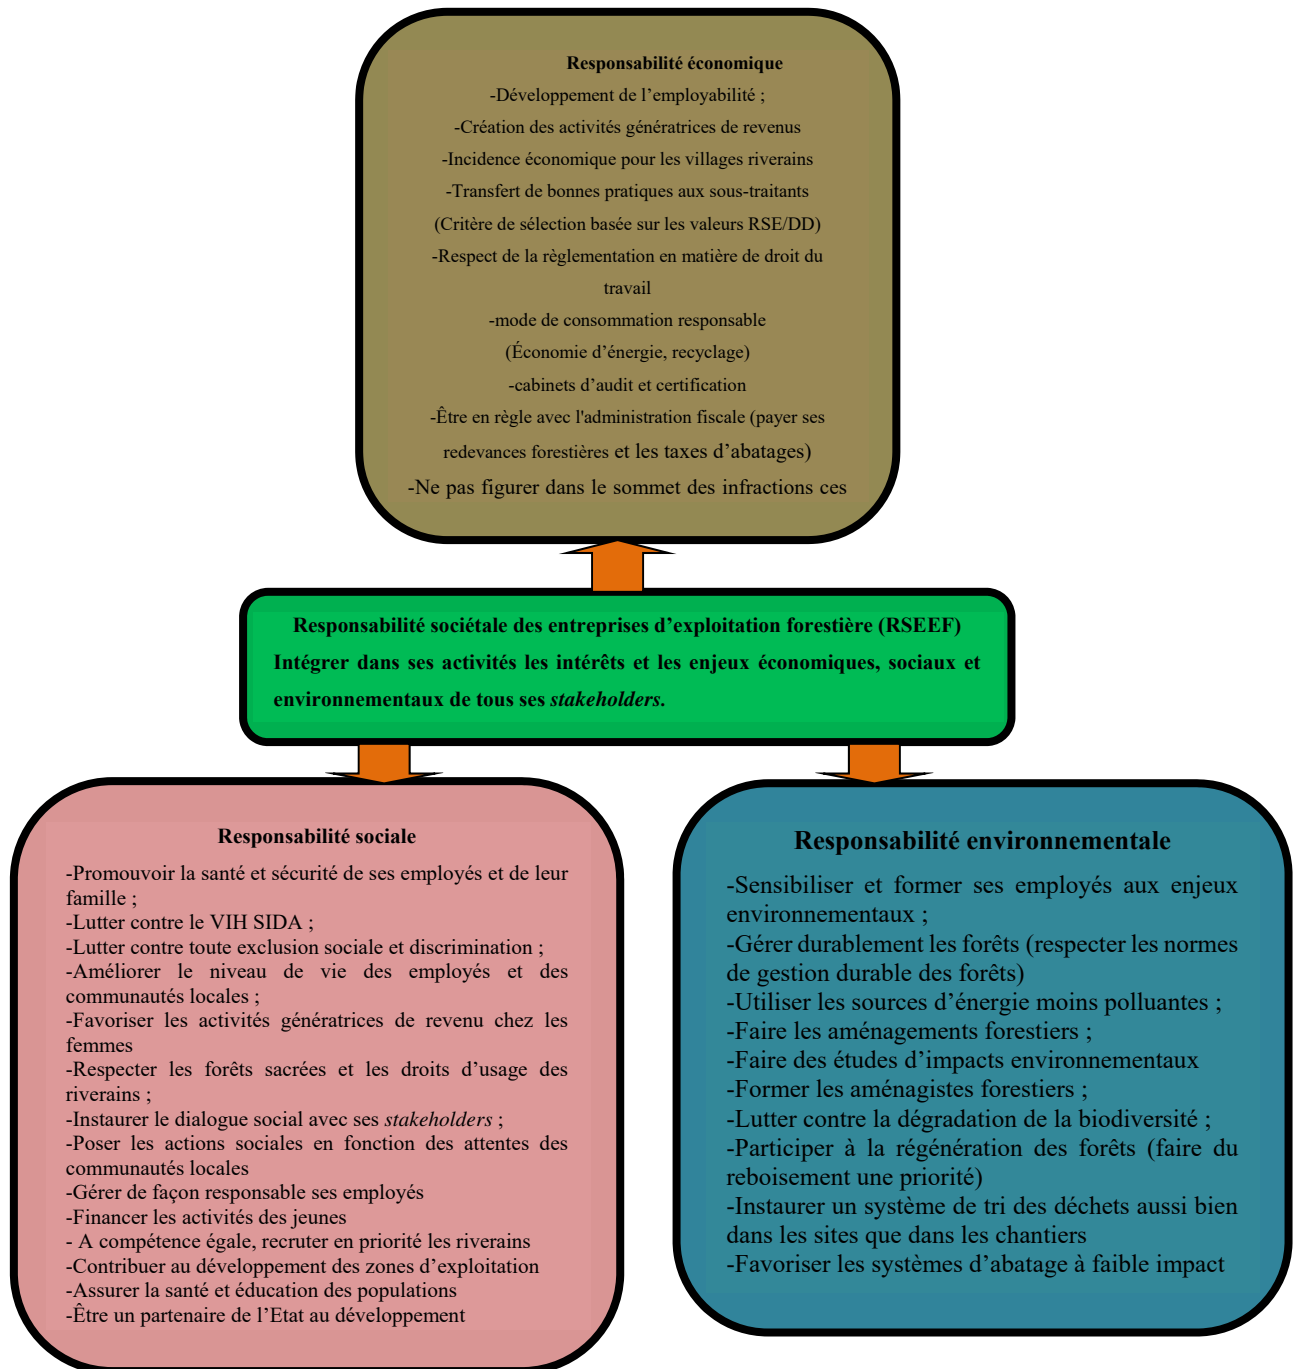 Responsabilité économique
-Développement de l’employabilité ;
-Création des activités génératrices de revenus
-Incidence économique pour les villages riverains
-Transfert de bonnes pratiques aux sous-traitants
(Critère de sélection basée sur les valeurs RSE/DD)
-Respect de la règlementation en matière de droit du
travail
-mode de consommation responsable
(Économie d’énergie, recyclage)
-cabinets d’audit et certification
-Être en règle avec l'administration fiscale (payer ses
redevances forestières et les taxes d’abatages)
-Ne pas figurer dans le sommet des infractions ces
Responsabilité sociétale des entreprises d’exploitation forestière (RSEEF)
Intégrer dans ses activités les intérêts et les enjeux économiques, sociaux et
environnementaux de tous ses stakeholders.
Responsabilité sociale
-Promouvoir la santé et sécurité de ses employés et de leur
famille ;
-Lutter contre le VIH SIDA ;
-Lutter contre toute exclusion sociale et discrimination ;
-Améliorer le niveau de vie des employés et des
communautés locales ;
-Favoriser les activités génératrices de revenu chez les
femmes
-Respecter les forêts sacrées et les droits d’usage des
riverains ;
-Instaurer le dialogue social avec ses stakeholders ;
-Poser les actions sociales en fonction des attentes des
communautés locales
-Gérer de façon responsable ses employés
-Financer les activités des jeunes
- A compétence égale, recruter en priorité les riverains
-Contribuer au développement des zones d’exploitation
-Assurer la santé et éducation des populations
-Être un partenaire de l’Etat au développement
Responsabilité environnementale
-Sensibiliser et former ses employés aux enjeux
environnementaux ;
-Gérer durablement les forêts (respecter les normes
de gestion durable des forêts)
-Utiliser les sources d’énergie moins polluantes ;
-Faire les aménagements forestiers ;
-Faire des études d’impacts environnementaux
-Former les aménagistes forestiers ;
-Lutter contre la dégradation de la biodiversité ;
-Participer à la régénération des forêts (faire du
reboisement une priorité)
-Instaurer un système de tri des déchets aussi bien
dans les sites que dans les chantiers
-Favoriser les systèmes d’abatage à faible impact